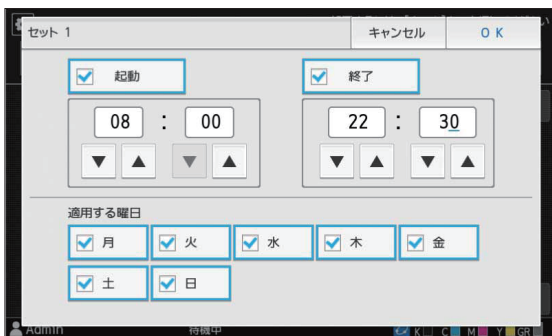 セット 1 キャンセル OK
起動 終了
08 : 00 22 : 30
適用する曜日
月 火 水 木 金
土 日
Admin 待機中 K C M Y GR